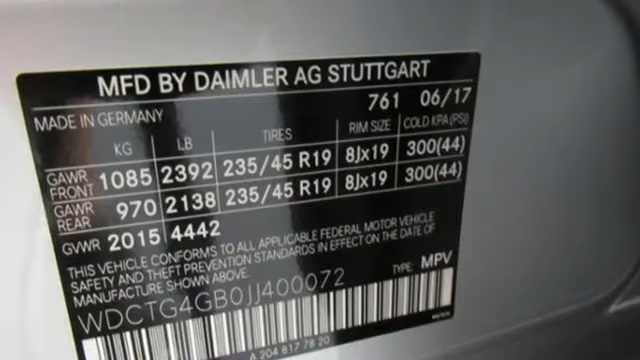 MFD BY DAIMLER AG STUTTGART
761 06/17
MADE IN GERMANY
KG LB TIRES RIM SIZE COLD KPA(PSI)
GAWR FRONT 1085 2392 235/45 R19 8Jx19 300(44)
GAWR REAR 970 2138 235/45 R19 8Jx19 300(44)
GVWR 2015 4442
THIS VEHICLE CONFORMS TO ALL APPLICABLE FEDERAL MOTOR VEHICLE
SAFETY AND THEFT PREVENTION STANDARDS IN EFFECT ON THE DATE OF
MANUFACTURE SHOWN ABOVE.
WDCTG4GB0JJ400072 TYPE: MPV
A 204 817 78 20